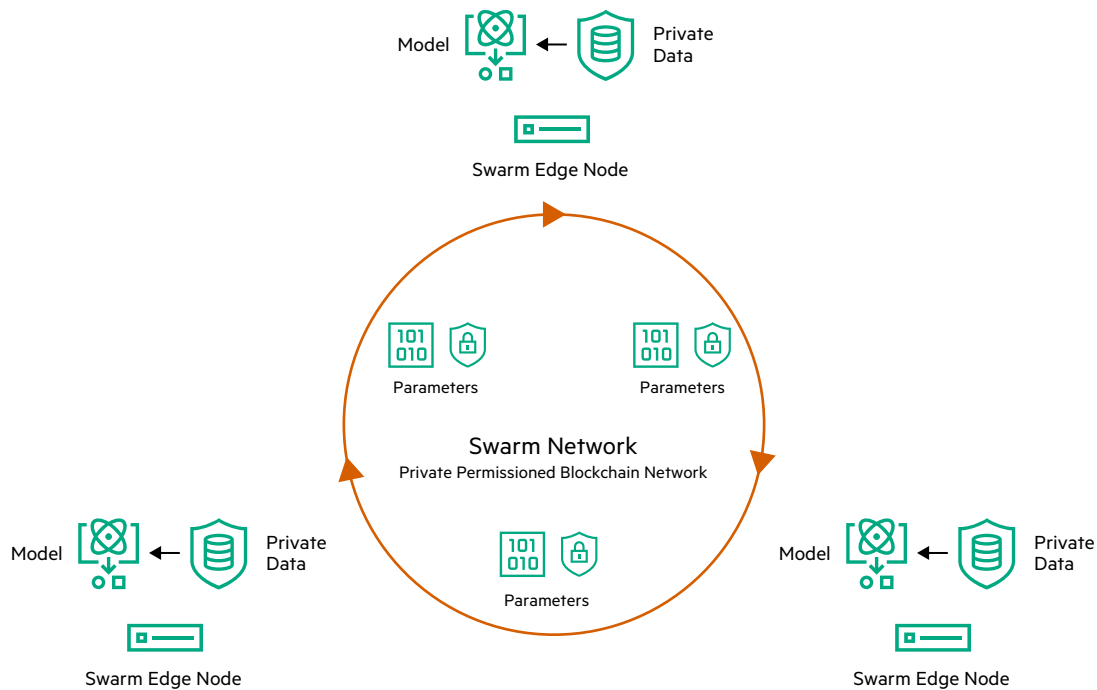 Model
Private
Data
Swarm Edge Node
101
010
Parameters
101
010
Parameters
Swarm Network
Private Permissioned Blockchain Network
101
010
Parameters
Model
Private
Data
Swarm Edge Node
Model
Private
Data
Swarm Edge Node